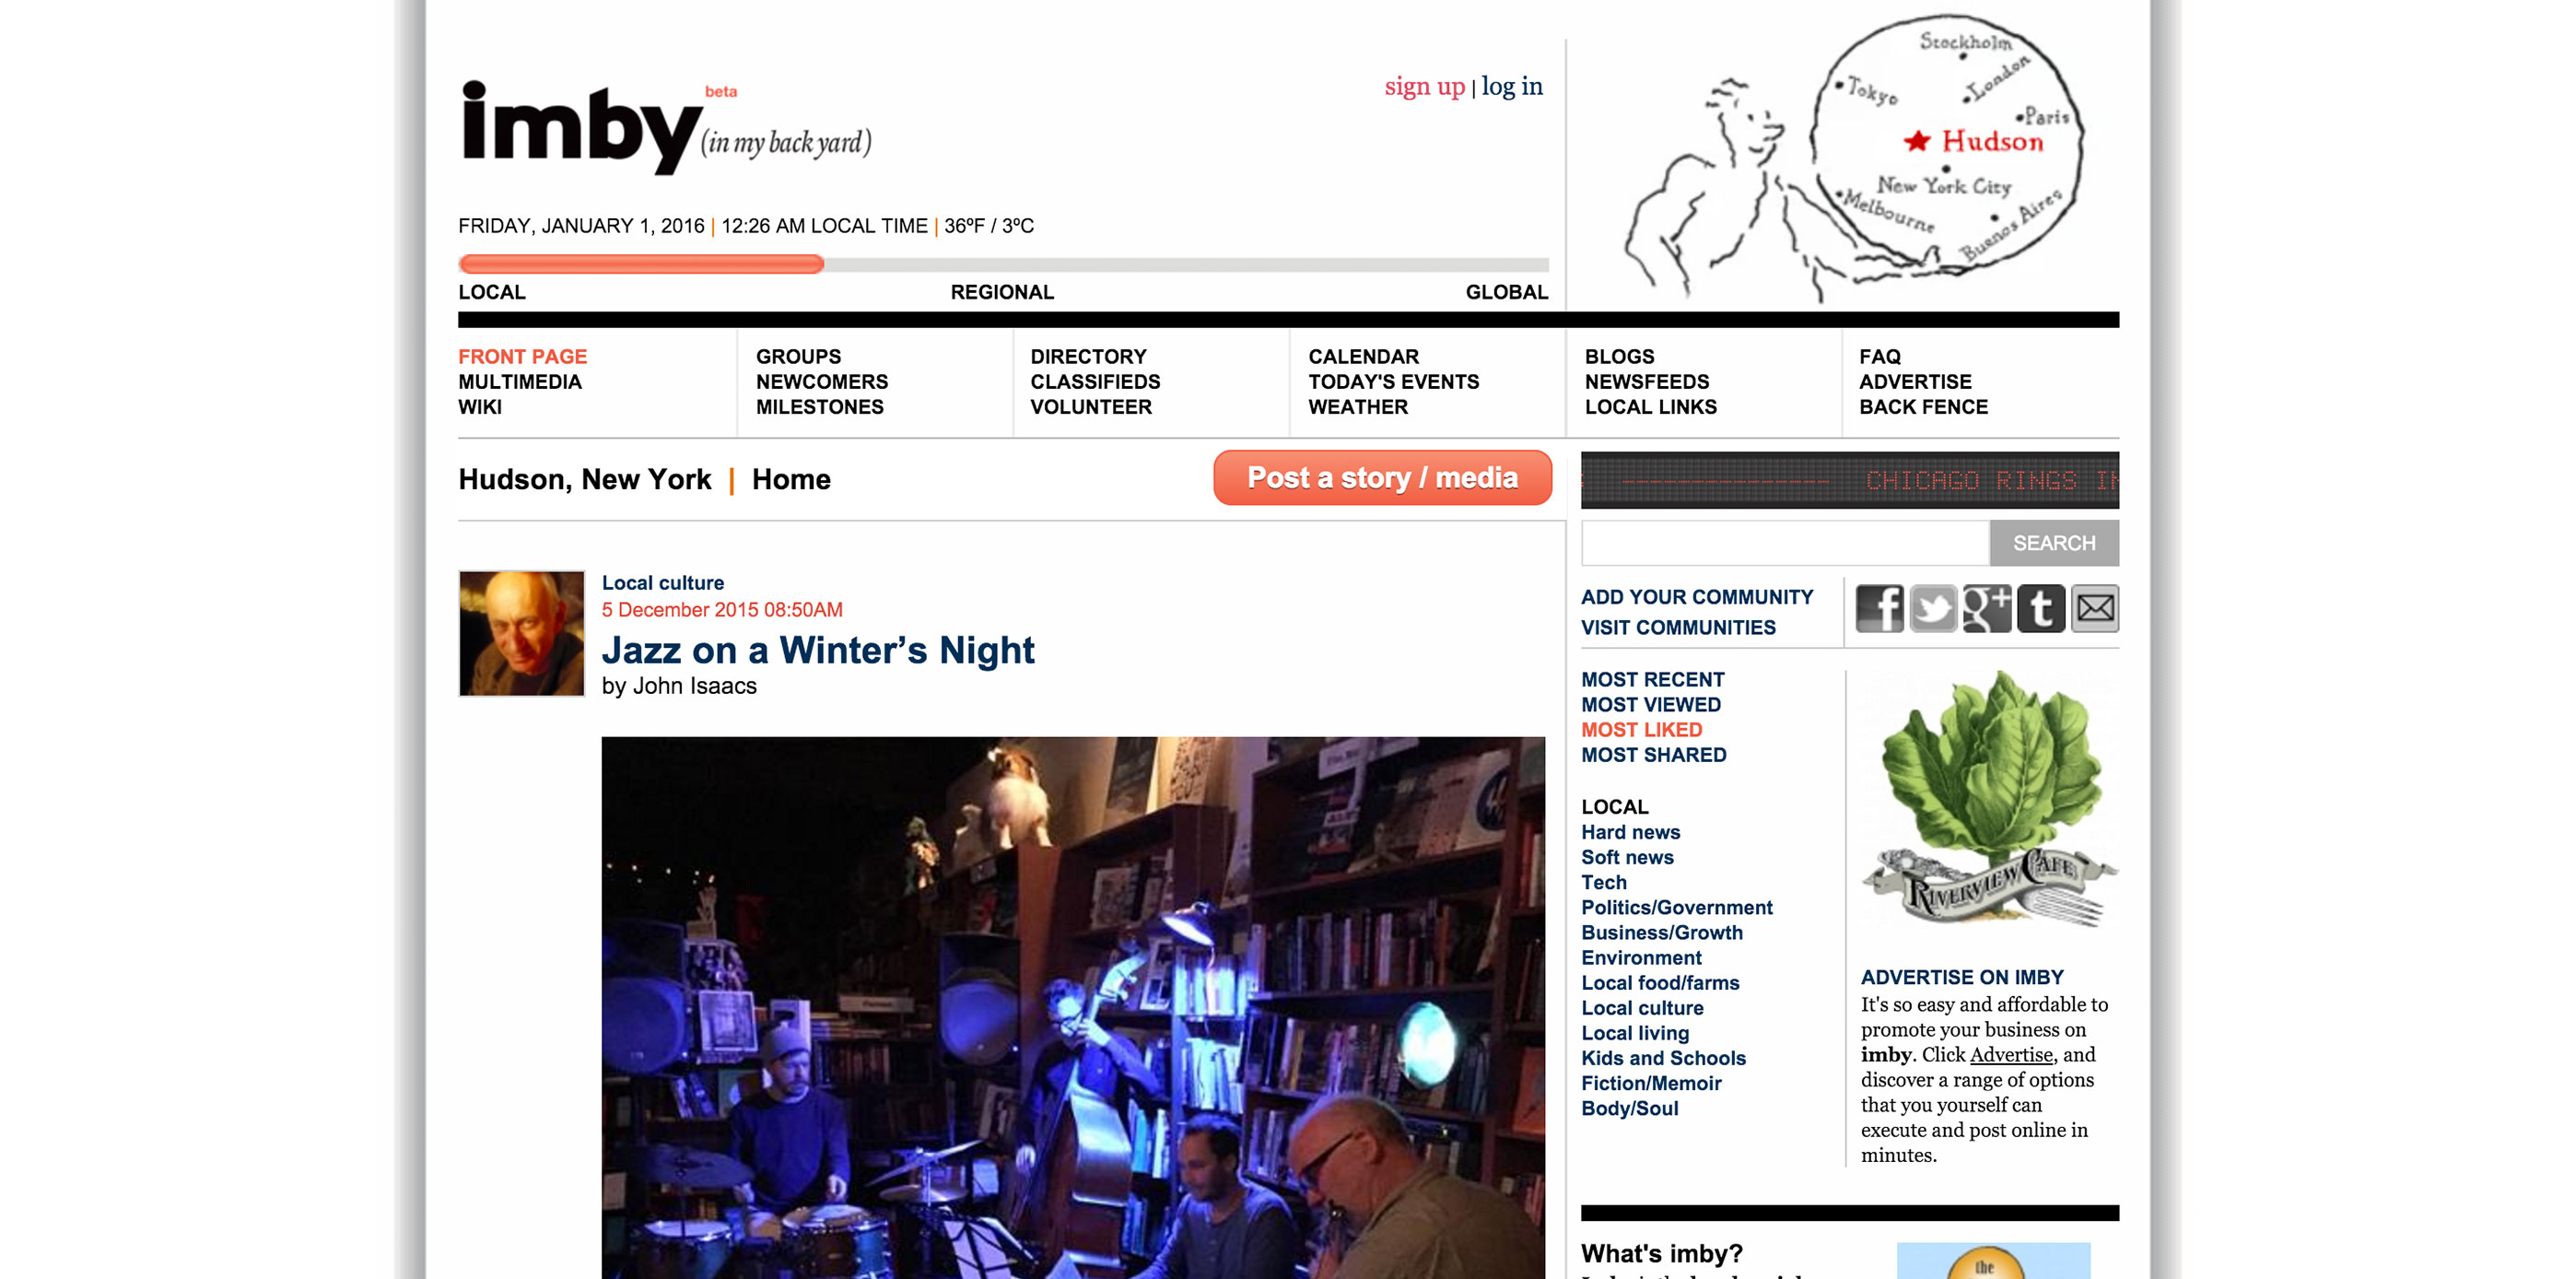 imby beta
(in my back yard)
sign up | log in
Stockholm
London
Tokyo
Paris
Hudson
New York City
Melbourne
Buenos Aires
FRIDAY, JANUARY 1, 2016 | 12:26 AM LOCAL TIME | 36ºF / 3ºC
LOCAL REGIONAL GLOBAL
FRONT PAGE
MULTIMEDIA
WIKI
GROUPS
NEWCOMERS
MILESTONES
DIRECTORY
CLASSIFIEDS
VOLUNTEER
CALENDAR
TODAY'S EVENTS
WEATHER
BLOGS
NEWSFEEDS
LOCAL LINKS
FAQ
ADVERTISE
BACK FENCE
Hudson, New York | Home
Post a story / media
Local culture
5 December 2015 08:50AM
Jazz on a Winter’s Night
by John Isaacs
--------------- CHICAGO RINGS IN
SEARCH
ADD YOUR COMMUNITY
VISIT COMMUNITIES
f g+ t
MOST RECENT
MOST VIEWED
MOST LIKED
MOST SHARED
LOCAL
Hard news
Soft news
Tech
Politics/Government
Business/Growth
Environment
Local food/farms
Local culture
Local living
Kids and Schools
Fiction/Memoir
Body/Soul
RIVERVIEW CAFE
ADVERTISE ON IMBY
It's so easy and affordable to
promote your business on
imby. Click Advertise, and
discover a range of options
that you yourself can
execute and post online in
minutes.
What's imby?
the